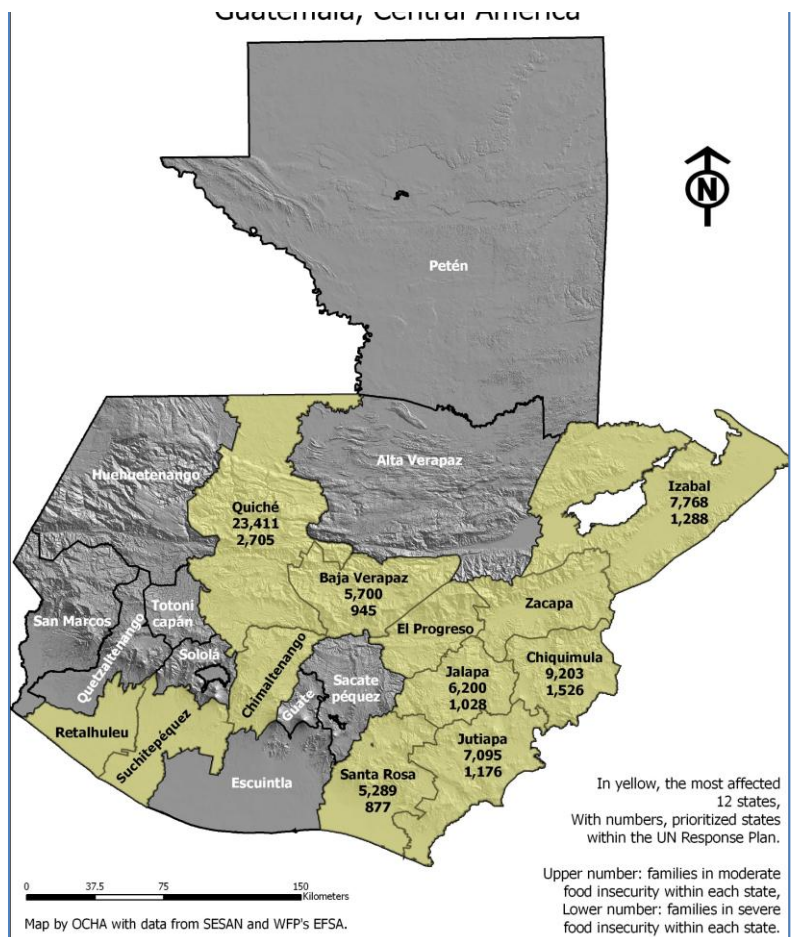 Guatemala, Central America
N
Petén
Huehuetenango
Alta Verapaz
Izabal
7,768
1,288
Quiché
23,411
2,705
Baja Verapaz
5,700
945
Zacapa
El Progreso
San Marcos
Totoni
capán
Quetzaltenango
Sololá
Chimaltenango
Guate
Sacate
péquez
Jalapa
6,200
1,028
Chiquimula
9,203
1,526
Retalhuleu
Suchitepéquez
Escuintla
Santa Rosa
5,289
877
Jutiapa
7,095
1,176
In yellow, the most affected
12 states,
With numbers, prioritized states
within the UN Response Plan.
Upper number: families in moderate
food insecurity within each state,
Lower number: families in severe
food insecurity within each state.
0 37.5 75 150
Kilometers
Map by OCHA with data from SESAN and WFP's EFSA.